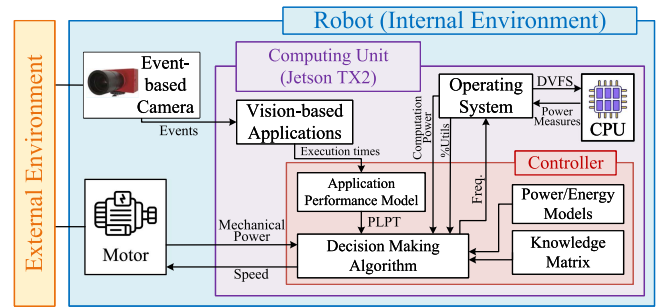 Robot (Internal Environment)
External Environment
Event-
based
Camera
Events
Computing Unit
(Jetson TX2)
Vision-based
Applications
Execution times
Operating
System
DVFS
Power
Measures
CPU
Computation
Power
%Utils
Freq.
Controller
Application
Performance Model
PLPT
Power/Energy
Models
Knowledge
Matrix
Decision Making
Algorithm
Mechanical
Power
Speed
Motor